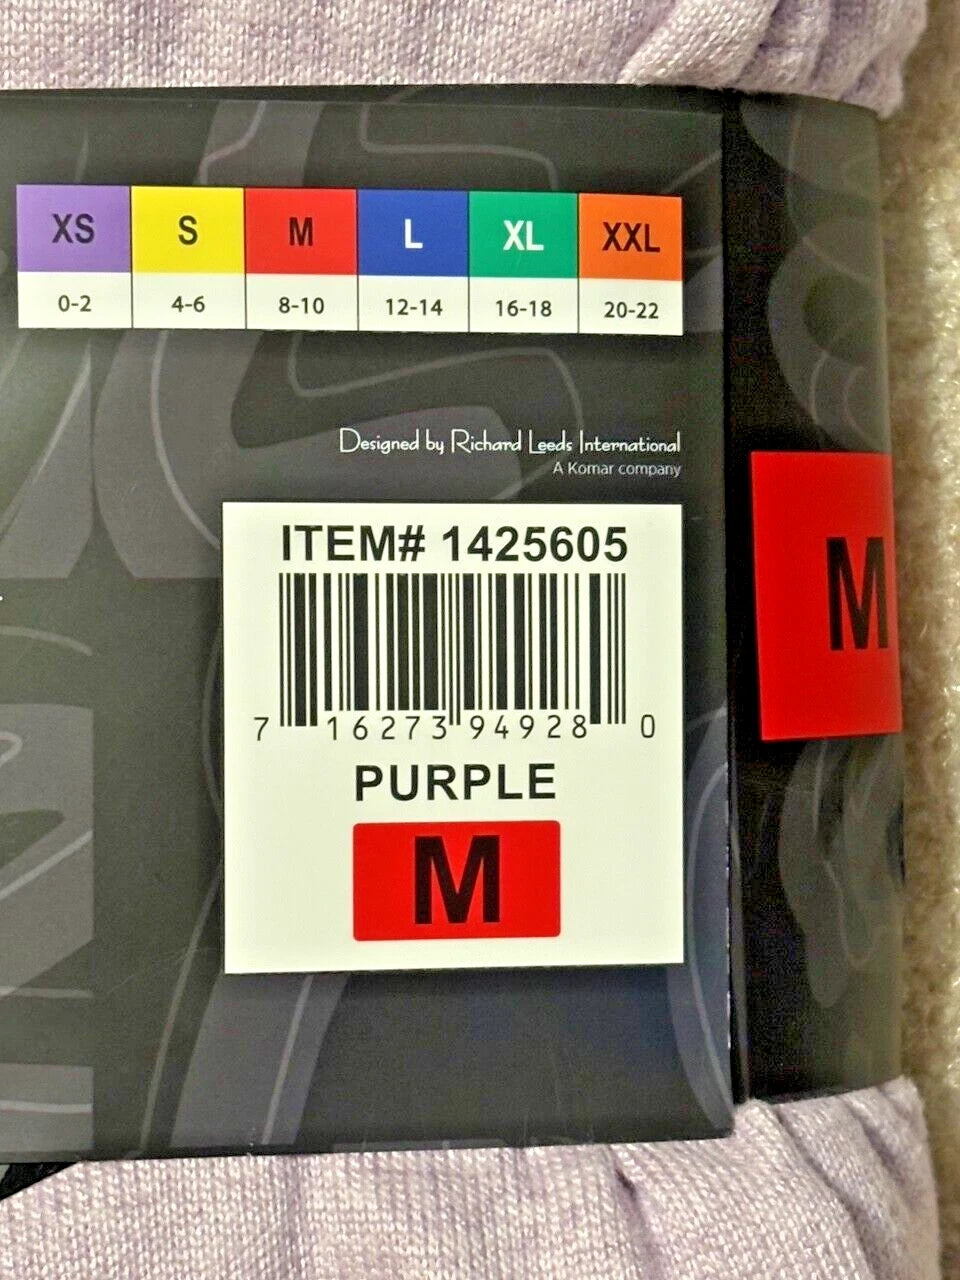 XS S M L XL XXL
0-2 4-6 8-10 12-14 16-18 20-22
Designed by Richard Leeds International
A Komar company
ITEM# 1425605
7 16273 94928 0
PURPLE
M
M